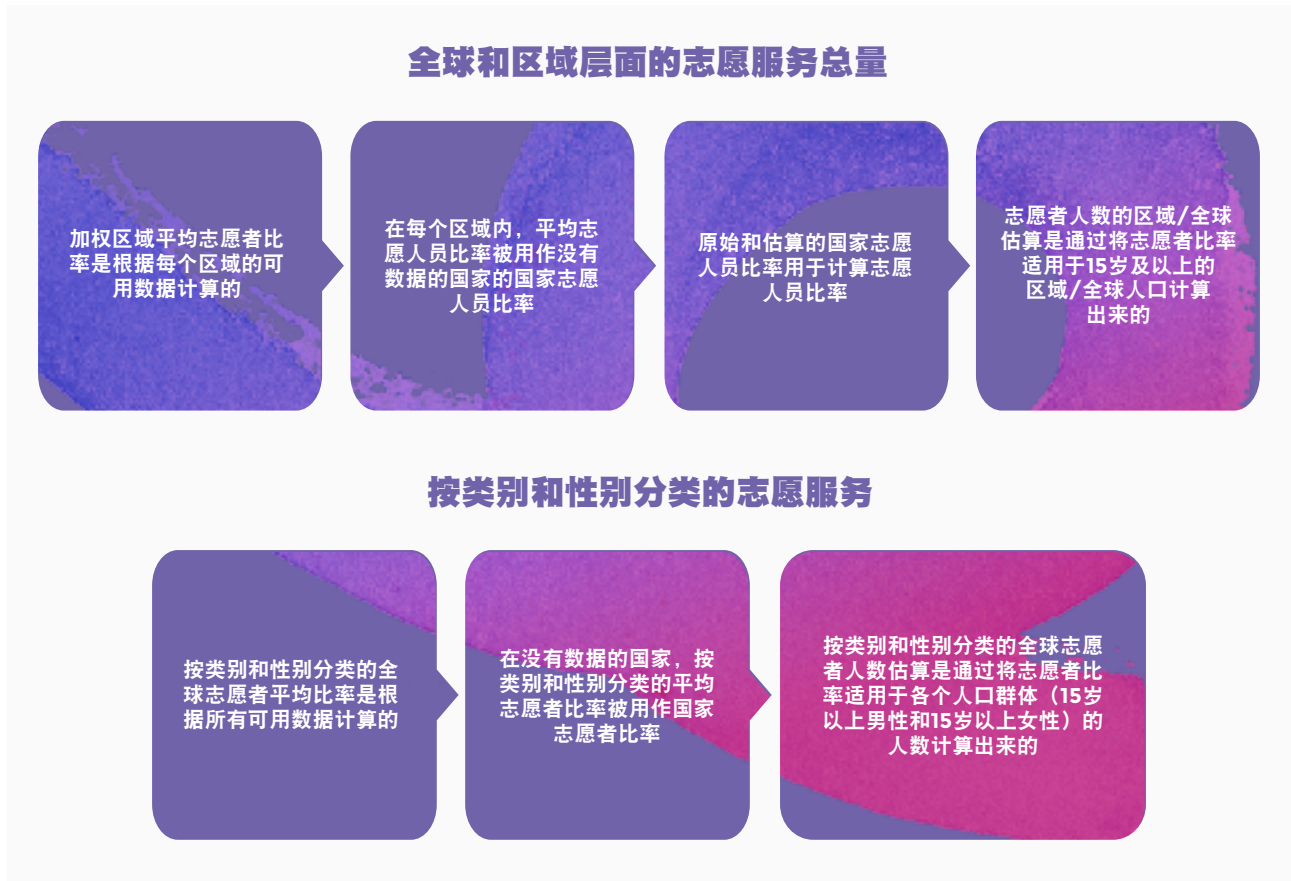 全球和区域层面的志愿服务总量
加权区域平均志愿者比
率是根据每个区域的可
用数据计算的
在每个区域内，平均志
愿人员比率被用作没有
数据的国家的国家志愿
人员比率
原始和估算的国家志愿
人员比率用于计算志愿
人员比率
志愿者人数的区域/全球
估算是通过将志愿者比率
适用于15岁及以上的
区域/全球人口计算
出来的
按类别和性别分类的志愿服务
按类别和性别分类的全
球志愿者平均比率是根
据所有可用数据计算的
在没有数据的国家，按
类别和性别分类的平均
志愿者比率被用作国家
志愿者比率
按类别和性别分类的全球志愿
者人数估算是通过将志愿者比
率适用于各个人口群体（15岁
以上男性和15岁以上女性）的
人数计算出来的